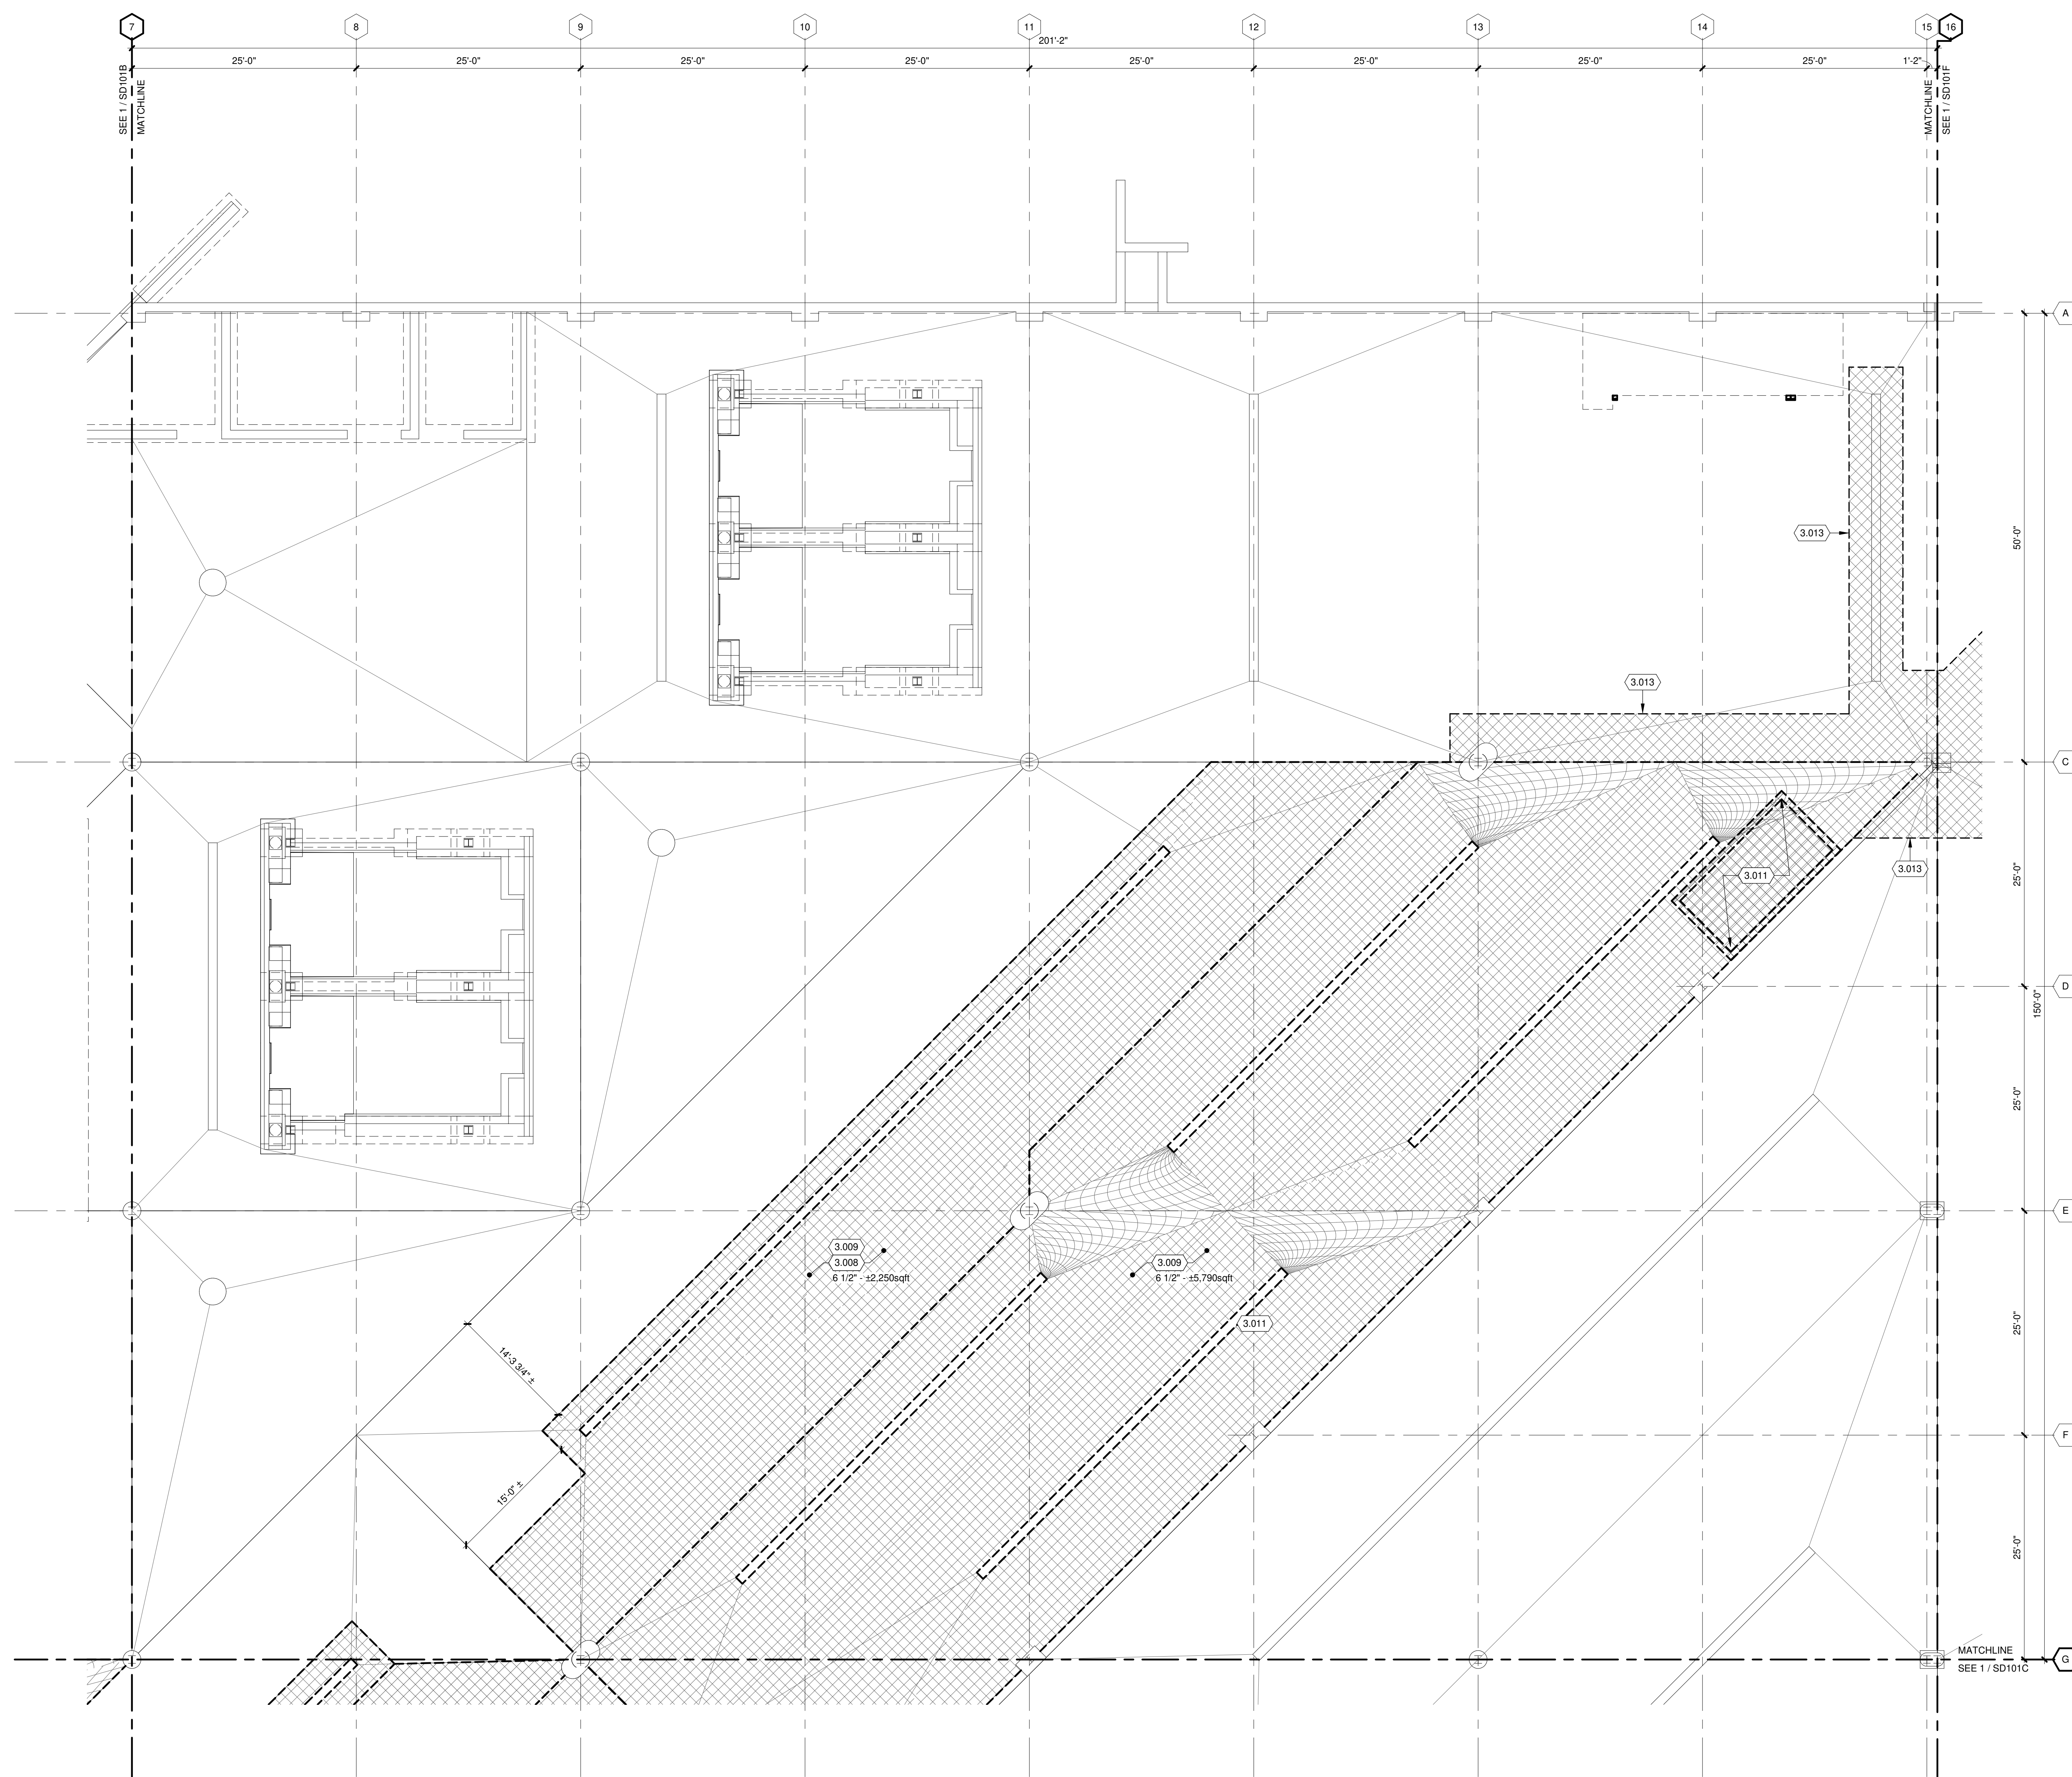 7
8
9
10
11
12
13
14
15
16
201'-2"
25'-0"
25'-0"
25'-0"
25'-0"
25'-0"
25'-0"
25'-0"
25'-0"
1'-2"
SEE 1 / SD101B
MATCHLINE
MATCHLINE
SEE 1 / SD101F
A
3.013
50'-0"
3.013
C
3.013
3.011
25'-0"
D
150'-0"
25'-0"
E
3.009
3.008
6 1/2" - ±2,250sqft
3.009
6 1/2" - ±5,790sqft
3.011
25'-0"
14'-3 3/4" ±
F
15'-0" ±
25'-0"
MATCHLINE
G
SEE 1 / SD101C